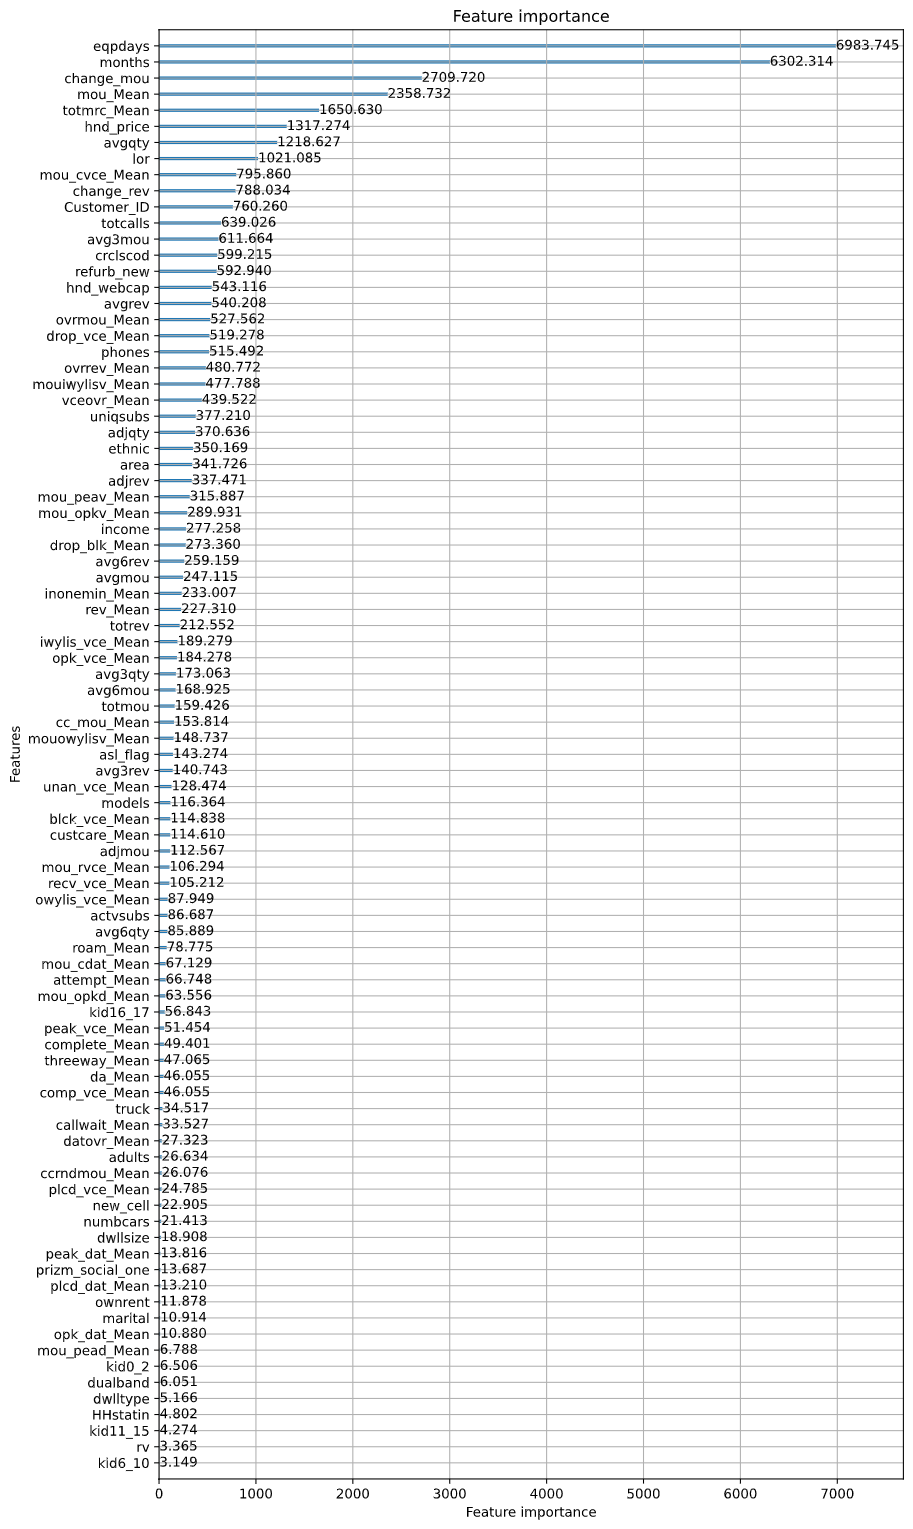 Feature importance
eqpdays 6983.745
months 6302.314
change_mou 2709.720
mou_Mean 2358.732
totmrc_Mean 1650.630
hnd_price 1317.274
avgqty 1218.627
lor 1021.085
mou_cvce_Mean 795.860
change_rev 788.034
Customer_ID 760.260
totcalls 639.026
avg3mou 611.664
crclscod 599.215
refurb_new 592.940
hnd_webcap 543.116
avgrev 540.208
ovrmou_Mean 527.562
drop_vce_Mean 519.278
phones 515.492
ovrrev_Mean 480.772
mouiwylisv_Mean 477.788
vceovr_Mean 439.522
uniqsubs 377.210
adjqty 370.636
ethnic 350.169
area 341.726
adjrev 337.471
mou_peav_Mean 315.887
mou_opkv_Mean 289.931
income 277.258
drop_blk_Mean 273.360
avg6rev 259.159
avgmou 247.115
inonemin_Mean 233.007
rev_Mean 227.310
totrev 212.552
iwylis_vce_Mean 189.279
opk_vce_Mean 184.278
avg3qty 173.063
avg6mou 168.925
totmou 159.426
cc_mou_Mean 153.814
mouowylisv_Mean 148.737
asl_flag 143.274
avg3rev 140.743
unan_vce_Mean 128.474
models 116.364
blck_vce_Mean 114.838
custcare_Mean 114.610
adjmou 112.567
mou_rvce_Mean 106.294
recv_vce_Mean 105.212
owylis_vce_Mean 87.949
actvsubs 86.687
avg6qty 85.889
roam_Mean 78.775
mou_cdat_Mean 67.129
attempt_Mean 66.748
mou_opkd_Mean 63.556
kid16_17 56.843
peak_vce_Mean 51.454
complete_Mean 49.401
threeway_Mean 47.065
da_Mean 46.055
comp_vce_Mean 46.055
truck 34.517
callwait_Mean 33.527
datovr_Mean 27.323
adults 26.634
ccrndmou_Mean 26.076
plcd_vce_Mean 24.785
new_cell 22.905
numbcars 21.413
dwllsize 18.908
peak_dat_Mean 13.816
prizm_social_one 13.687
plcd_dat_Mean 13.210
ownrent 11.878
marital 10.914
opk_dat_Mean 10.880
mou_pead_Mean 6.788
kid0_2 6.506
dualband 6.051
dwlltype 5.166
HHstatin 4.802
kid11_15 4.274
rv 3.365
kid6_10 3.149
Features
0 1000 2000 3000 4000 5000 6000 7000
Feature importance